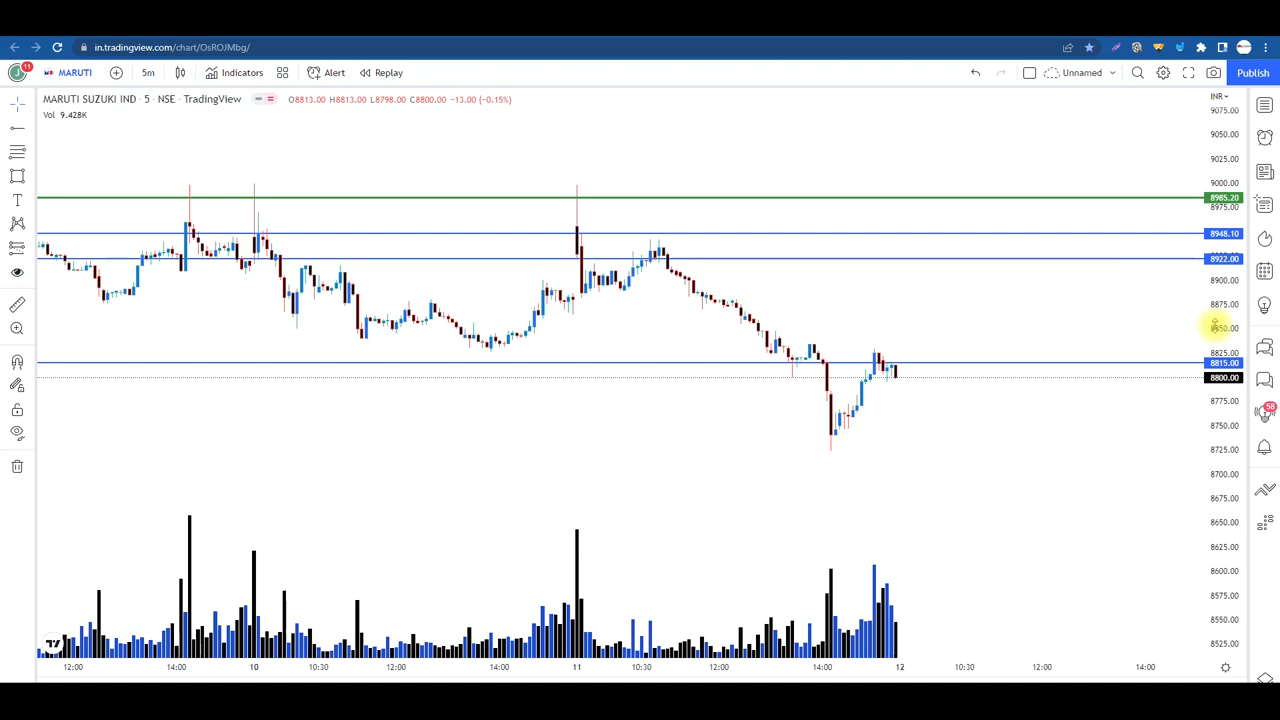 in.tradingview.com/chart/OsROJMbg/
11
MARUTI
5m
Indicators
Alert
Replay
Unnamed
Publish
MARUTI SUZUKI IND · 5 · NSE · TradingView
O8813.00 H8813.00 L8798.00 C8800.00 −13.00 (−0.15%)
INR
Vol 9.428K
9075.00
9050.00
9025.00
9000.00
8985.20
8975.00
8948.10
8922.00
8900.00
8875.00
8850.00
8825.00
8815.00
8800.00
8775.00
8750.00
8725.00
8700.00
8675.00
8650.00
8625.00
8600.00
8575.00
8550.00
8525.00
58
12:00 14:00 10 10:30 12:00 14:00 11 10:30 12:00 14:00 12 10:30 12:00 14:00